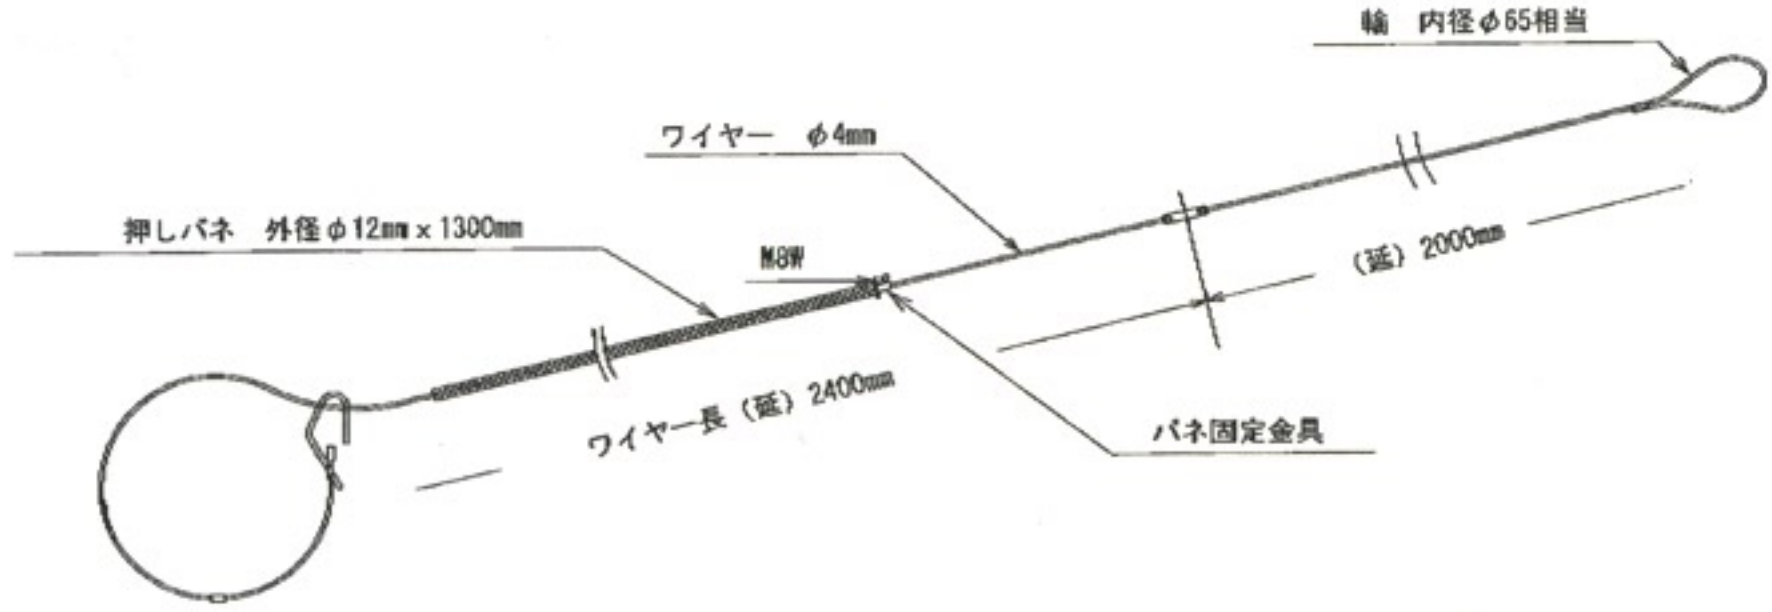 輪 内径φ65相当
ワイヤー φ4mm
押しバネ 外径φ12mm×1300mm
M8W
(延) 2000mm
ワイヤー長 (延) 2400mm
バネ固定金具